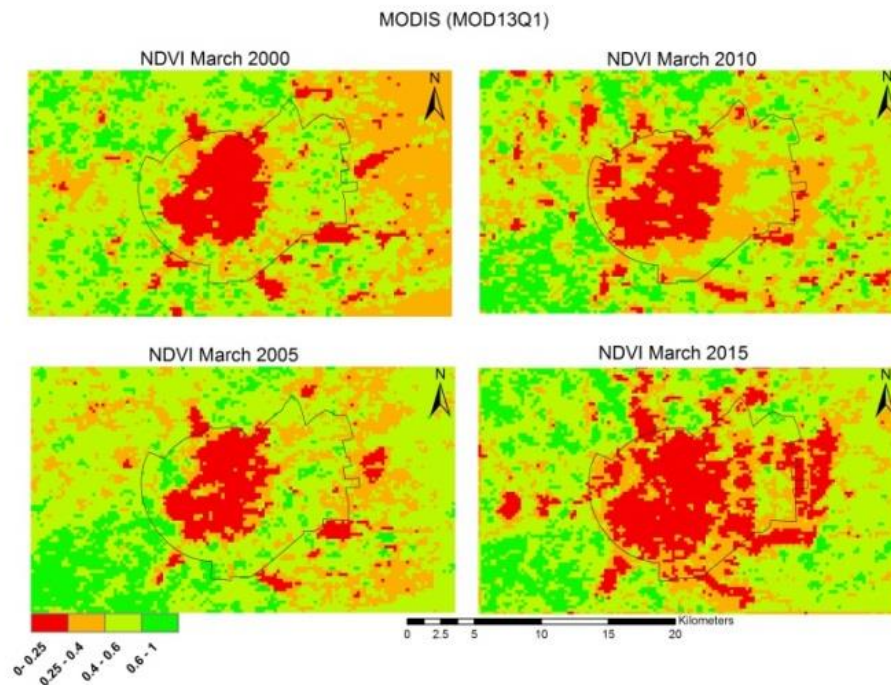 MODIS (MOD13Q1)
NDVI March 2000
NDVI March 2010
N
N
NDVI March 2005
NDVI March 2015
N
N
0- 0.25
0.25 - 0.4
0.4 - 0.6
0.6 - 1
Kilometers
0 2.5 5 10 15 20